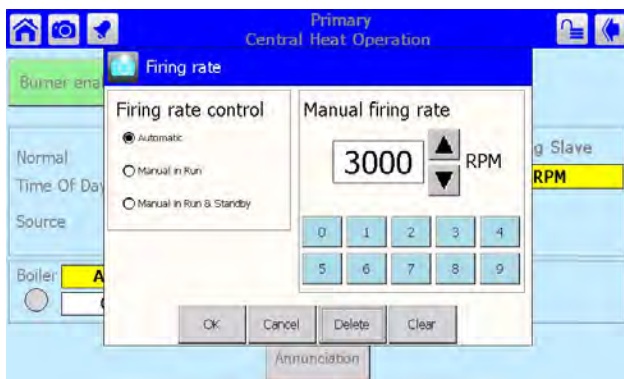 Primary
Central Heat Operation
Firing rate
Burner ena
Firing rate control
Automatic
Manual in Run
Manual in Run & Standby
Manual firing rate
3000 RPM
0 1 2 3 4
5 6 7 8 9
Normal
Time Of Day
Source
g Slave
RPM
Boiler A
OK Cancel Delete Clear
Annunciation